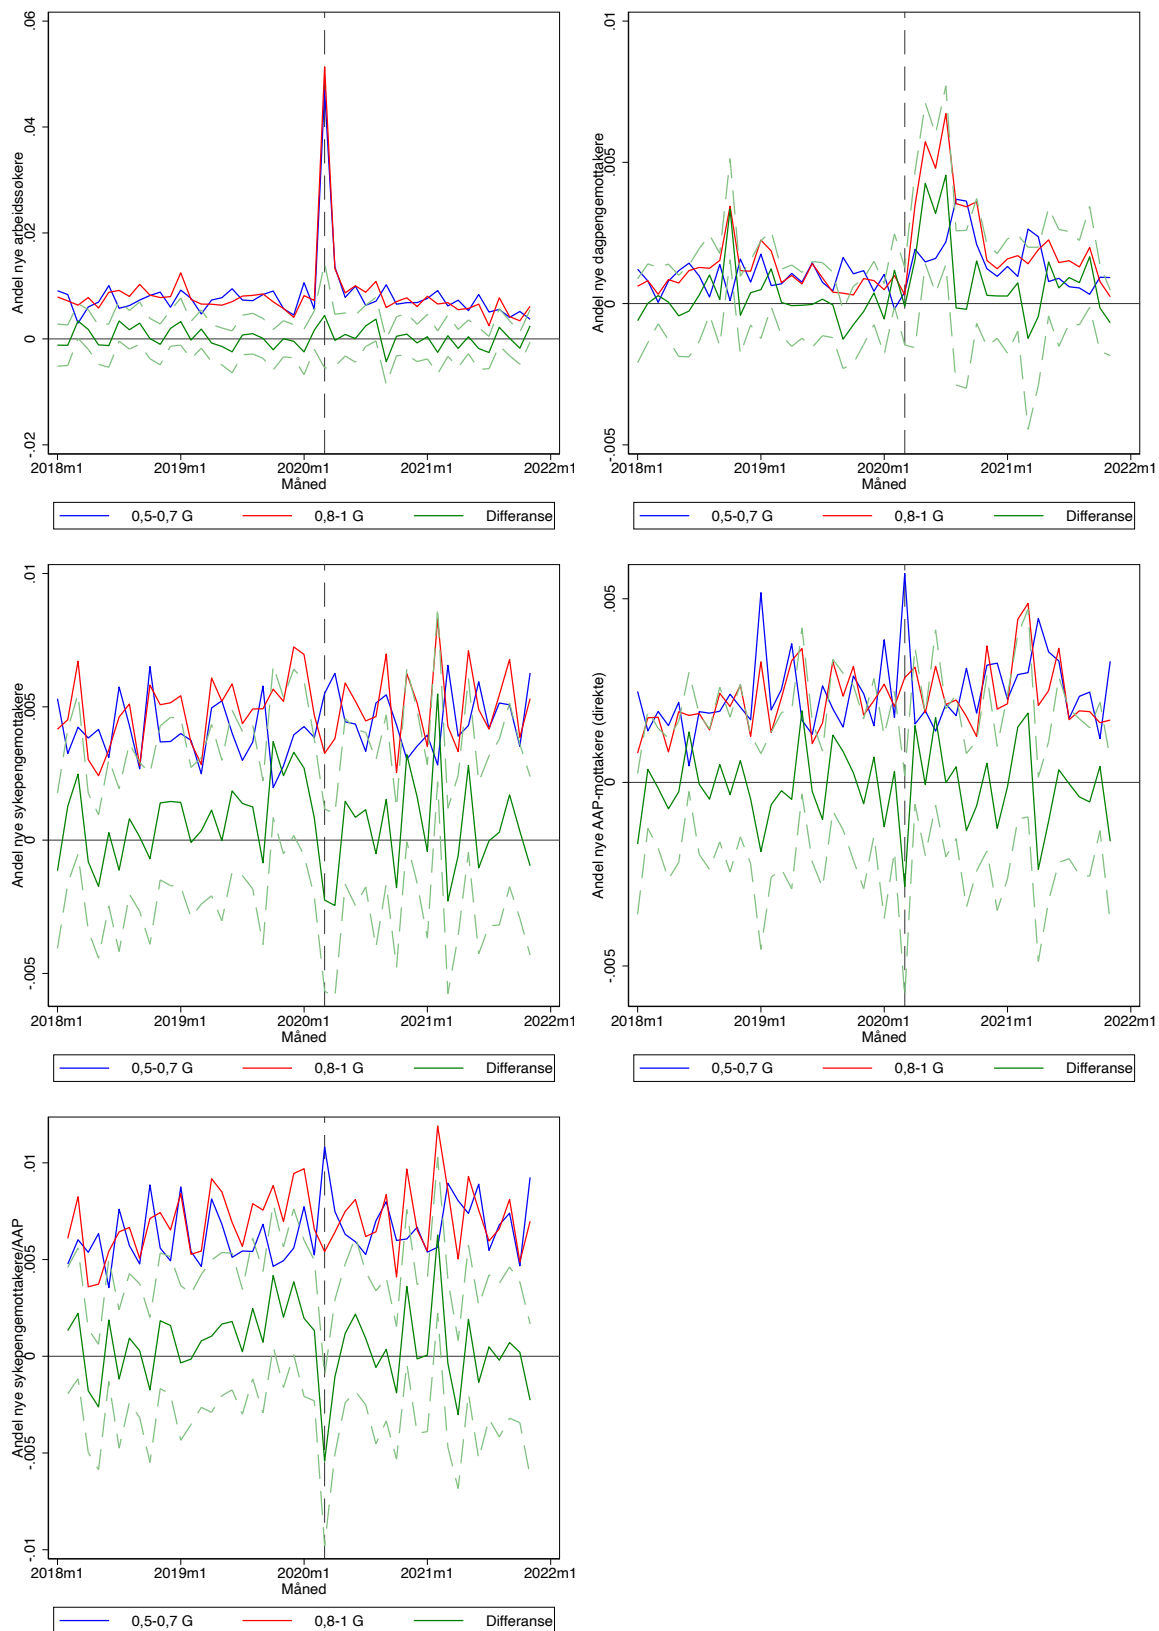 Andel nye arbeidssøkere
.06
.04
.02
0
-.02
2018m1 2019m1 2020m1 2021m1 2022m1
Måned
0,5-0,7 G 0,8-1 G Differanse
Andel nye dagpengemottakere
.01
.005
0
-.005
2018m1 2019m1 2020m1 2021m1 2022m1
Måned
0,5-0,7 G 0,8-1 G Differanse
Andel nye sykepengemottakere
.01
.005
0
-.005
2018m1 2019m1 2020m1 2021m1 2022m1
Måned
0,5-0,7 G 0,8-1 G Differanse
Andel nye AAP-mottakere (direkte)
.005
0
-.005
2018m1 2019m1 2020m1 2021m1 2022m1
Måned
0,5-0,7 G 0,8-1 G Differanse
Andel nye sykepengemottakere/AAP
.01
.005
0
-.005
-.01
2018m1 2019m1 2020m1 2021m1 2022m1
Måned
0,5-0,7 G 0,8-1 G Differanse